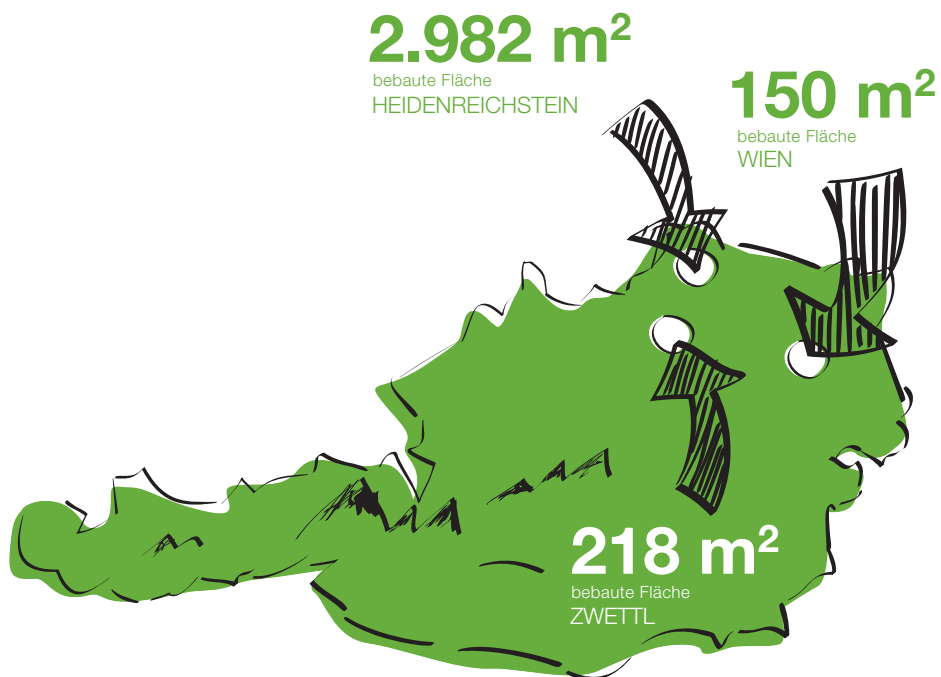 2.982 m²
bebaute Fläche
HEIDENREICHSTEIN
150 m²
bebaute Fläche
WIEN
218 m²
bebaute Fläche
ZWETTL